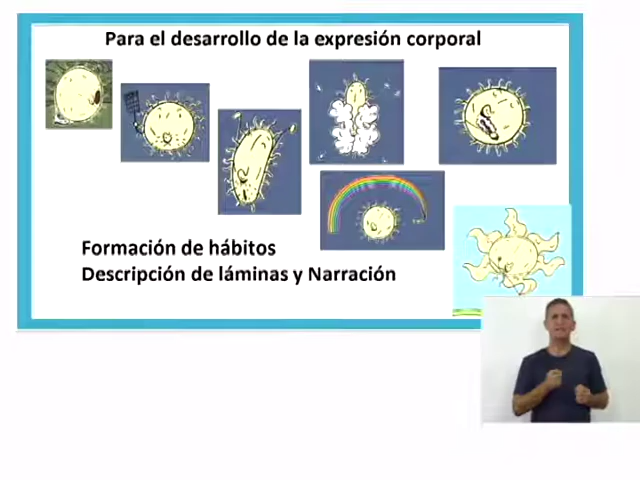 Para el desarrollo de la expresión corporal
Formación de hábitos
Descripción de láminas y Narración